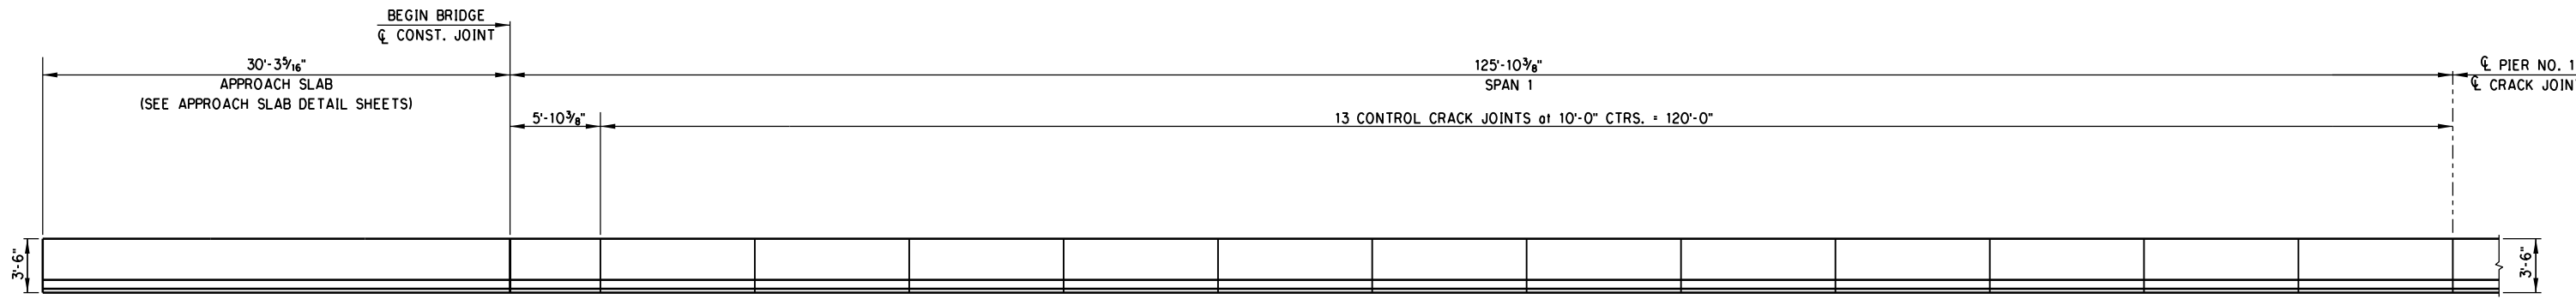 BEGIN BRIDGE
℄ CONST. JOINT
30'-3⁵⁄₁₆"
APPROACH SLAB
(SEE APPROACH SLAB DETAIL SHEETS)
125'-10³⁄₈"
SPAN 1
℄ PIER NO. 1
℄ CRACK JOIN
5'-10³⁄₈"
13 CONTROL CRACK JOINTS at 10'-0" CTRS. = 120'-0"
3'-6"
3'-6"